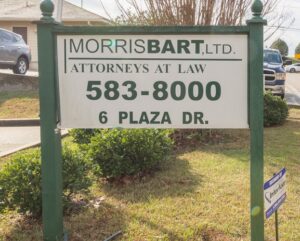 MORRISBART, LTD.
ATTORNEYS AT LAW
583-8000
6 PLAZA DR.